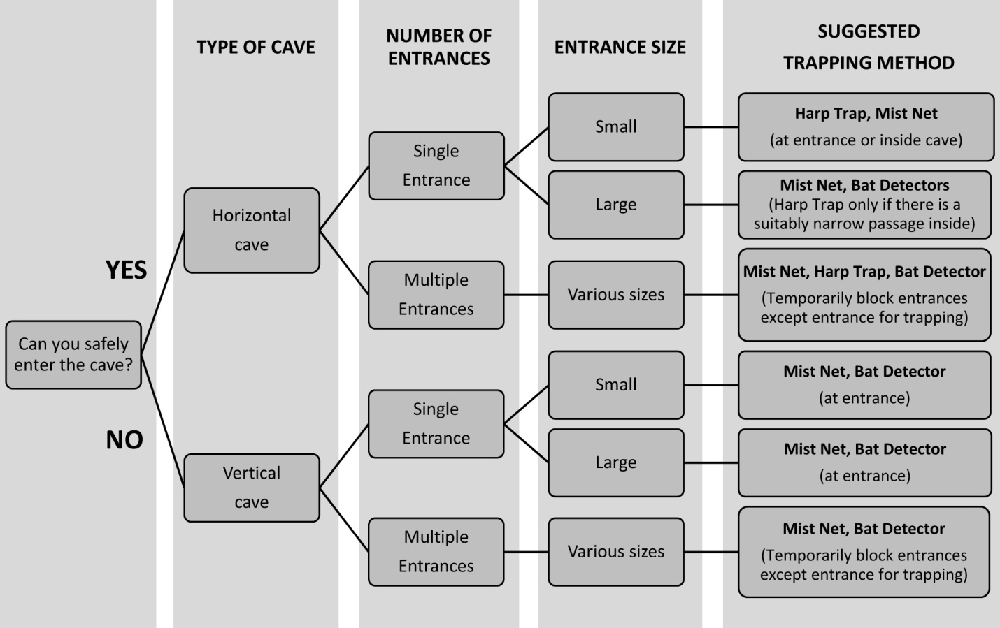 TYPE OF CAVE
NUMBER OF
ENTRANCES
ENTRANCE SIZE
SUGGESTED
TRAPPING METHOD
Can you safely
enter the cave?
YES
NO
Horizontal
cave
Vertical
cave
Single
Entrance
Multiple
Entrances
Single
Entrance
Multiple
Entrances
Small
Large
Various sizes
Small
Large
Various sizes
Harp Trap, Mist Net
(at entrance or inside cave)
Mist Net, Bat Detectors
(Harp Trap only if there is a
suitably narrow passage inside)
Mist Net, Harp Trap, Bat Detector
(Temporarily block entrances
except entrance for trapping)
Mist Net, Bat Detector
(at entrance)
Mist Net, Bat Detector
(at entrance)
Mist Net, Bat Detector
(Temporarily block entrances
except entrance for trapping)